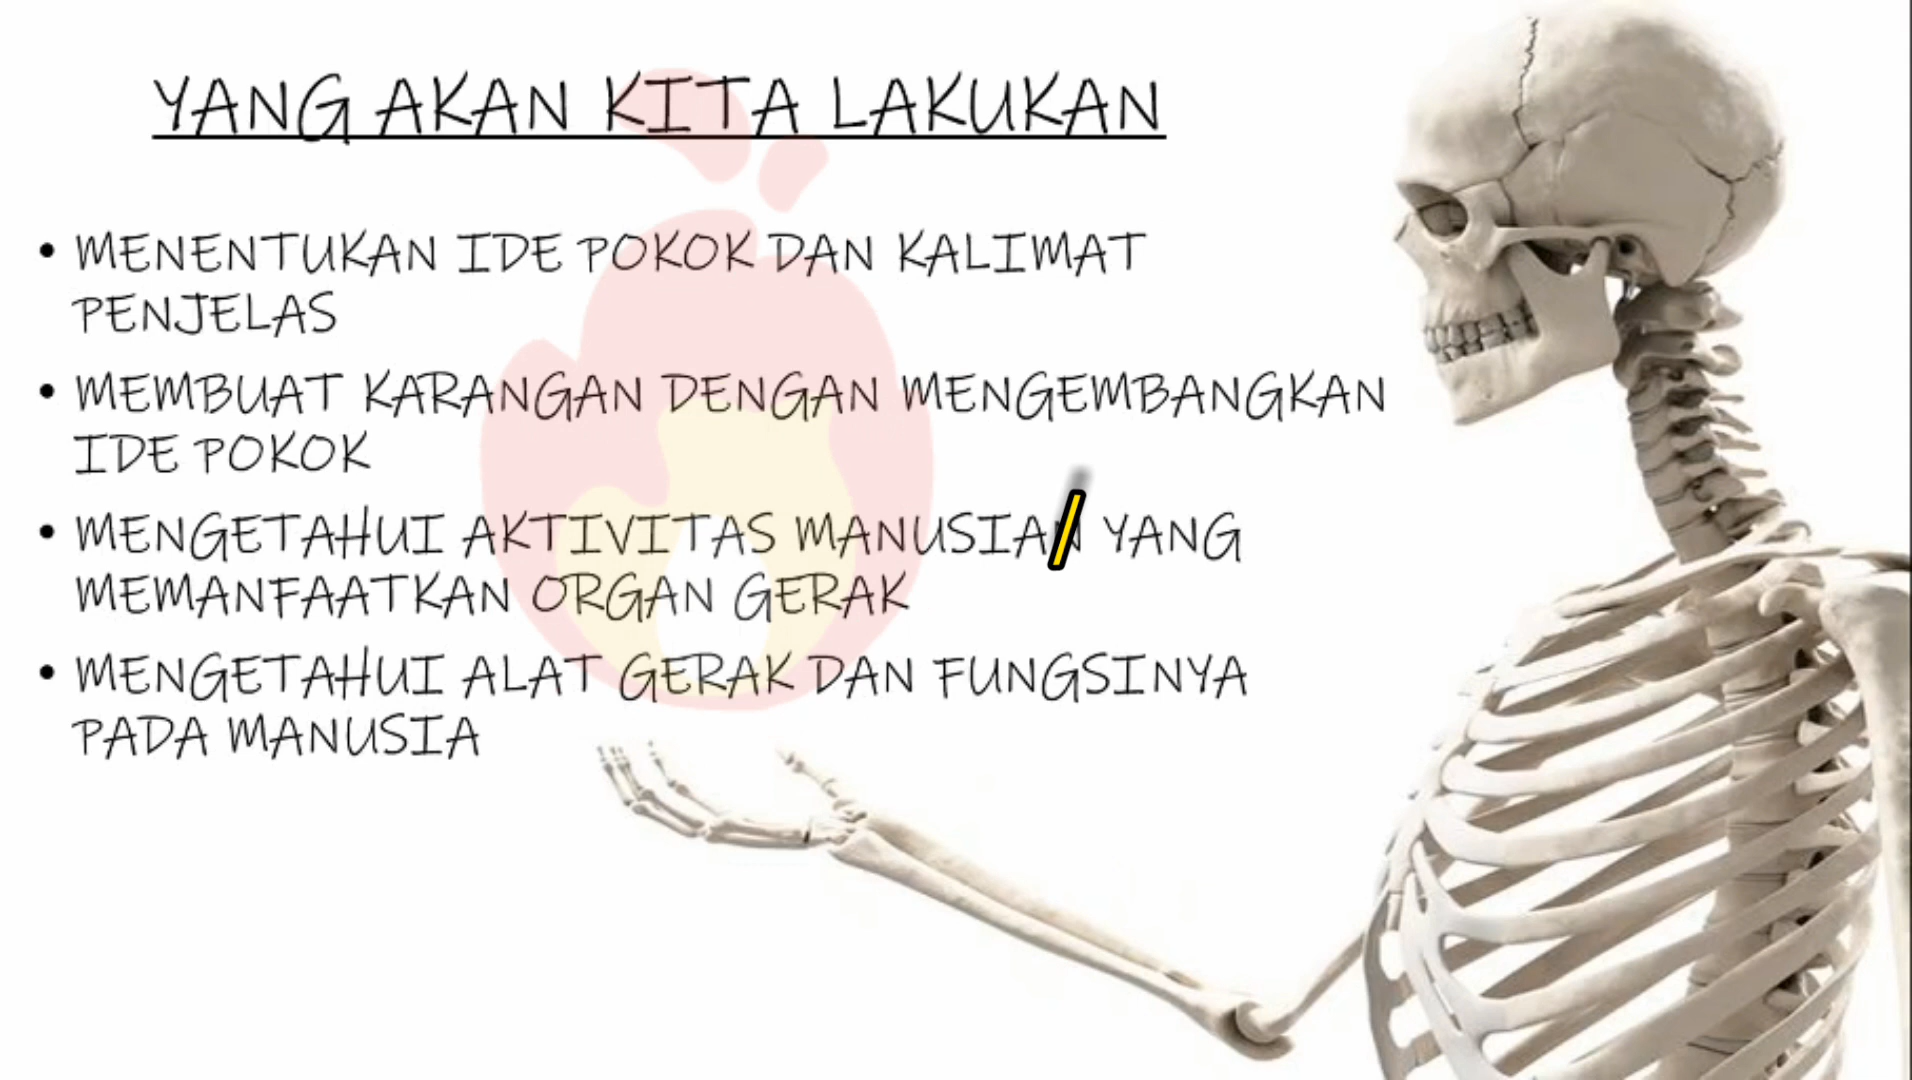 YANG AKAN KITA LAKUKAN
• MENENTUKAN IDE POKOK DAN KALIMAT
PENJELAS
• MEMBUAT KARANGAN DENGAN MENGEMBANGKAN
IDE POKOK
• MENGETAHUI AKTIVITAS MANUSIAN YANG
MEMANFAATKAN ORGAN GERAK
• MENGETAHUI ALAT GERAK DAN FUNGSINYA
PADA MANUSIA